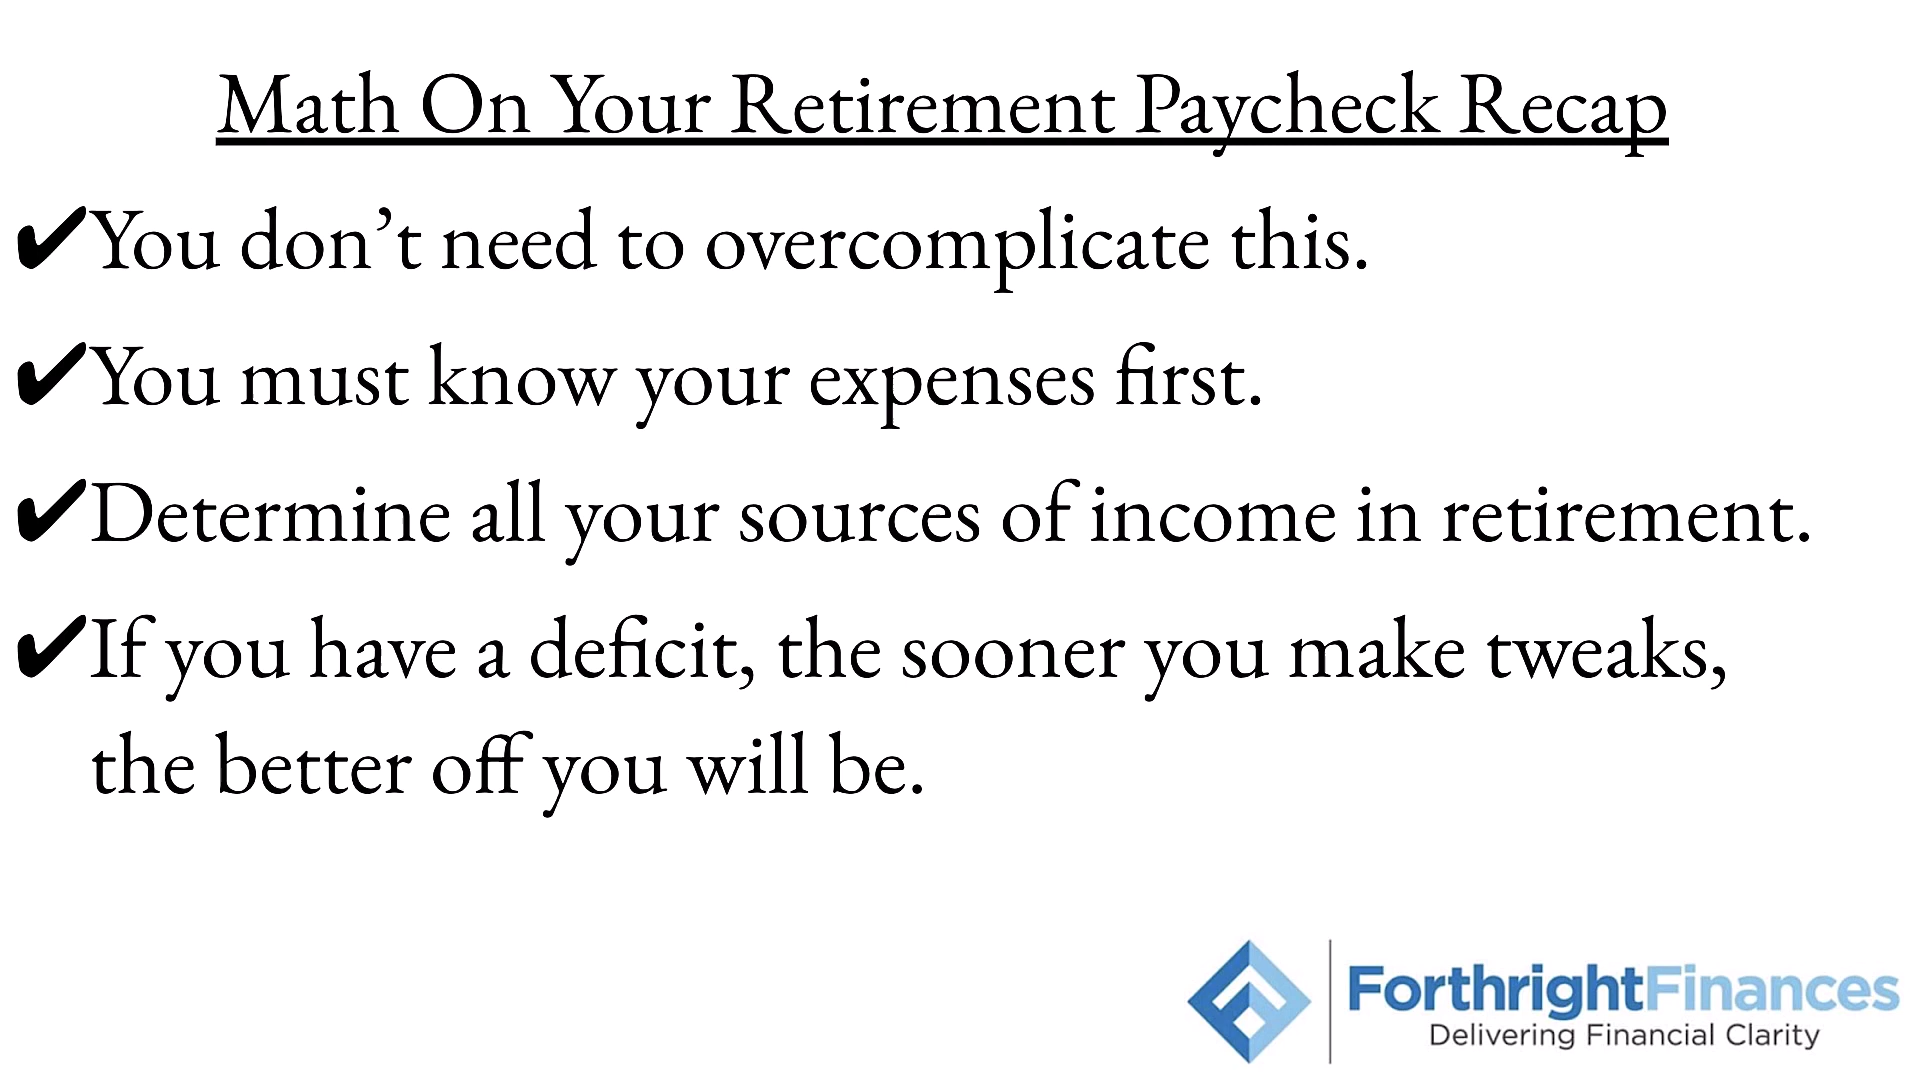 Math On Your Retirement Paycheck Recap
✔You don’t need to overcomplicate this.
✔You must know your expenses first.
✔Determine all your sources of income in retirement.
✔If you have a deficit, the sooner you make tweaks,
the better off you will be.
ForthrightFinances
Delivering Financial Clarity